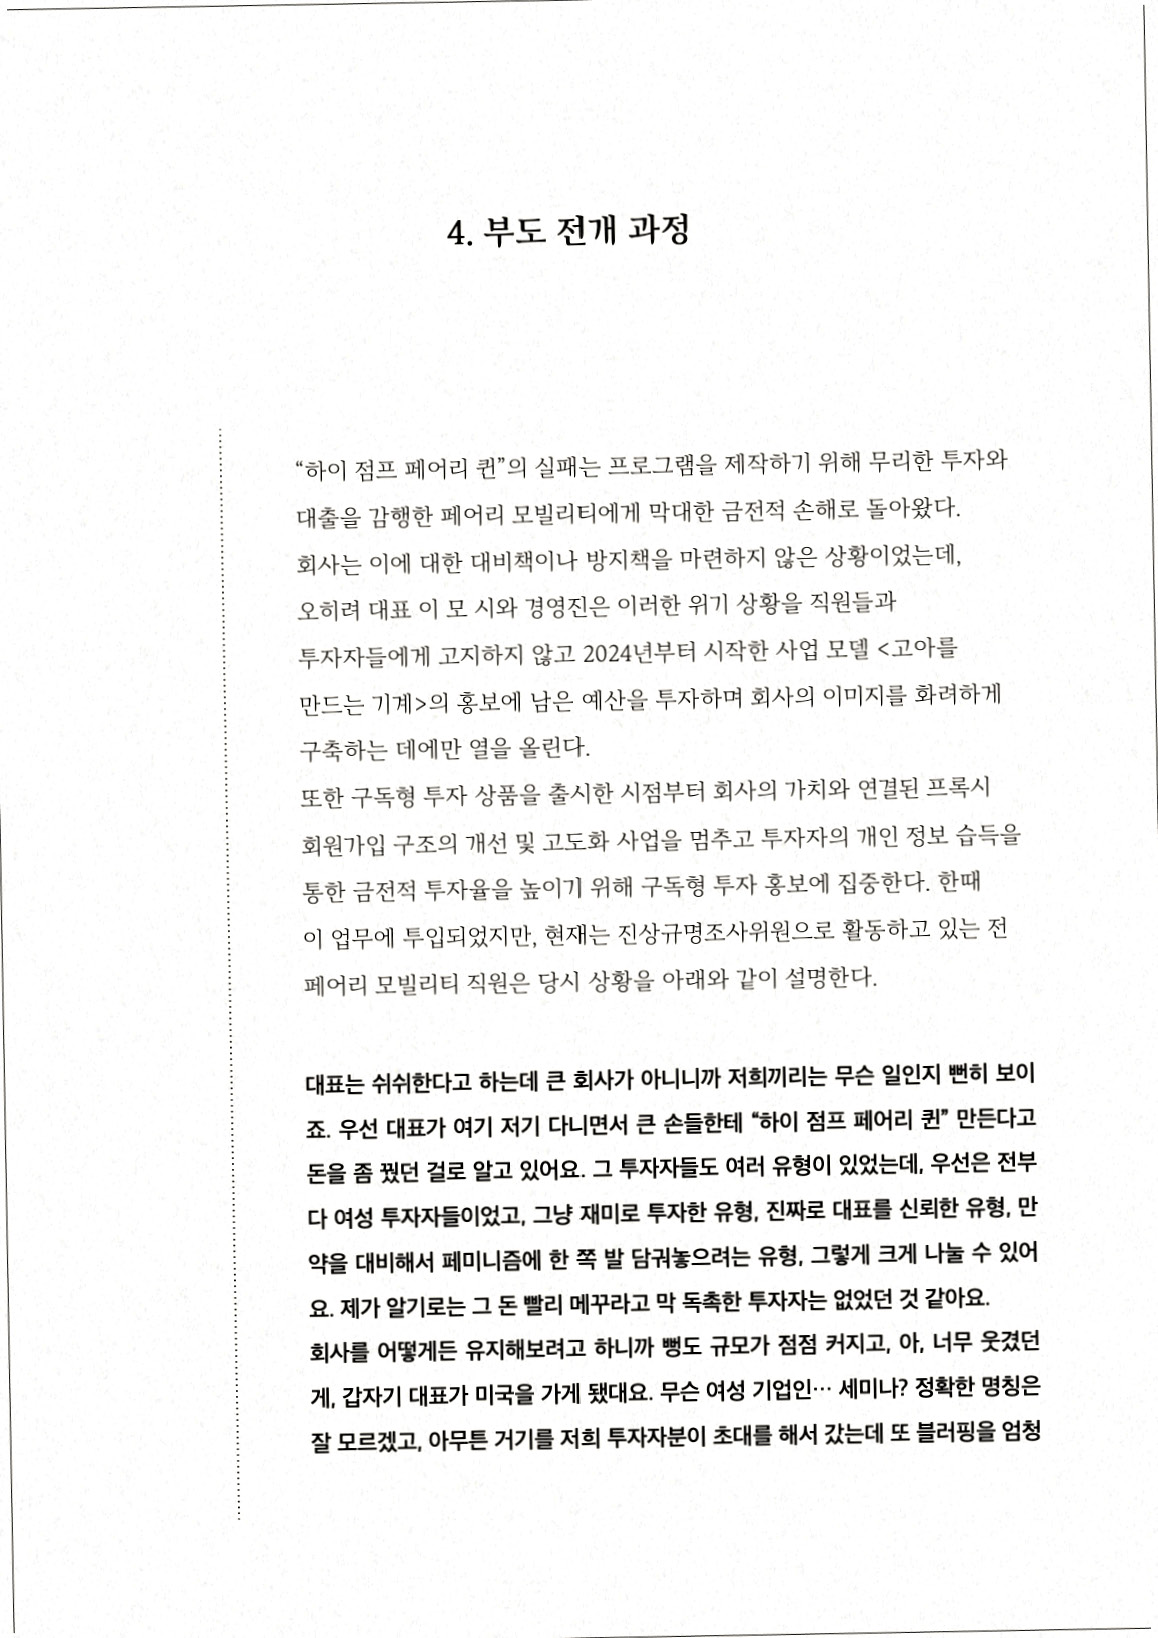 4. 부도 전개 과정
“하이 점프 페어리 퀸”의 실패는 프로그램을 제작하기 위해 무리한 투자와
대출을 감행한 페어리 모빌리티에게 막대한 금전적 손해로 돌아왔다.
회사는 이에 대한 대비책이나 방지책을 마련하지 않은 상황이었는데,
오히려 대표 이 모 시와 경영진은 이러한 위기 상황을 직원들과
투자자들에게 고지하지 않고 2024년부터 시작한 사업 모델 <고아를
만드는 기계>의 홍보에 남은 예산을 투자하며 회사의 이미지를 화려하게
구축하는 데에만 열을 올린다.
또한 구독형 투자 상품을 출시한 시점부터 회사의 가치와 연결된 프록시
회원가입 구조의 개선 및 고도화 사업을 멈추고 투자자의 개인 정보 습득을
통한 금전적 투자율을 높이기 위해 구독형 투자 홍보에 집중한다. 한때
이 업무에 투입되었지만, 현재는 진상규명조사위원으로 활동하고 있는 전
페어리 모빌리티 직원은 당시 상황을 아래와 같이 설명한다.
대표는 쉬쉬한다고 하는데 큰 회사가 아니니까 저희끼리는 무슨 일인지 뻔히 보이
죠. 우선 대표가 여기 저기 다니면서 큰 손들한테 “하이 점프 페어리 퀸” 만든다고
돈을 좀 꿨던 걸로 알고 있어요. 그 투자자들도 여러 유형이 있었는데, 우선은 전부
다 여성 투자자들이었고, 그냥 재미로 투자한 유형, 진짜로 대표를 신뢰한 유형, 만
약을 대비해서 페미니즘에 한 쪽 발 담궈놓으려는 유형, 그렇게 크게 나눌 수 있어
요. 제가 알기로는 그 돈 빨리 메꾸라고 막 독촉한 투자자는 없었던 것 같아요.
회사를 어떻게든 유지해보려고 하니까 뻥도 규모가 점점 커지고, 아, 너무 웃겼던
게, 갑자기 대표가 미국을 가게 됐대요. 무슨 여성 기업인… 세미나? 정확한 명칭은
잘 모르겠고, 아무튼 거기를 저희 투자자분이 초대를 해서 갔는데 또 블러핑을 엄청